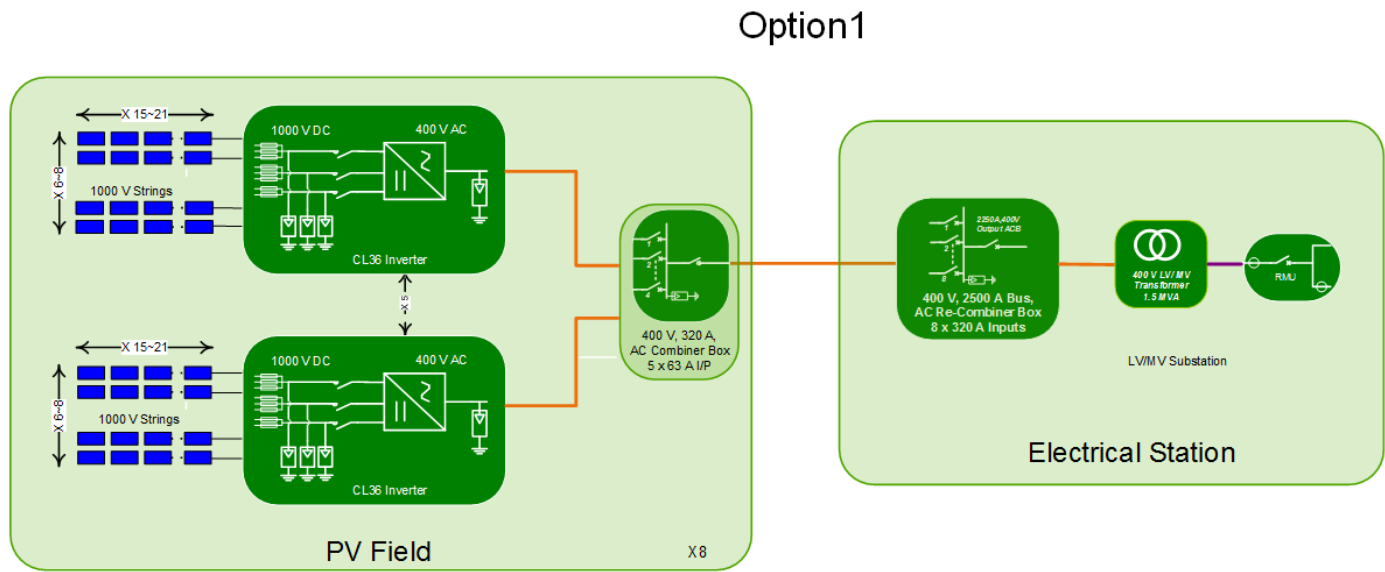 Option1
X 15~21
X 6~8
1000 V Strings
1000 V DC
400 V AC
CL36 Inverter
X 5
X 15~21
X 6~8
1000 V Strings
1000 V DC
400 V AC
CL36 Inverter
1
2
4
400 V, 320 A,
AC Combiner Box
5 x 63 A I/P
PV Field
X 8
1
2
8
2250A,400V
Output ACB
400 V, 2500 A Bus,
AC Re-Combiner Box
8 x 320 A Inputs
400 V LV/ MV
Transformer
1.5 MVA
RMU
LV/MV Substation
Electrical Station